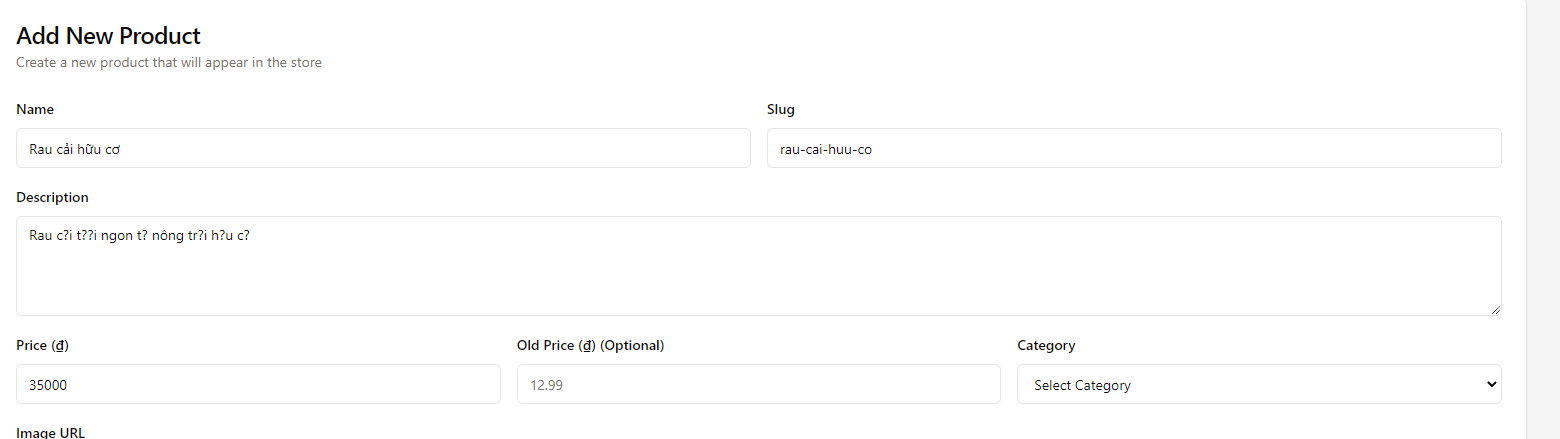 Add New Product
Create a new product that will appear in the store
Name
Slug
Rau cải hữu cơ
rau-cai-huu-co
Description
Rau c?i t??i ngon t? nông tr?i h?u c?
Price (₫)
Old Price (₫) (Optional)
Category
35000
12.99
Select Category
Image URL